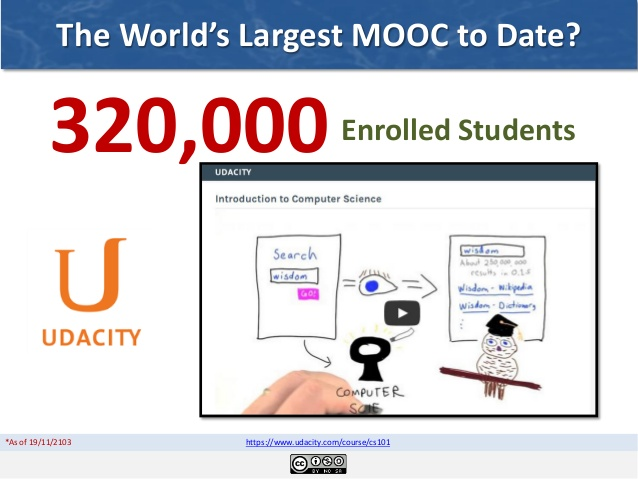 The World's Largest MOOC to Date?
320,000 Enrolled Students
UDACITY
Introduction to Computer Science
Search
wisdom
GO!
wisdom
About 250,000,000
results in 0.1s
Wisdom - Wikipedia
Wisdom - Dictionary
COMPUTER
SCIE
UDACITY
*As of 19/11/2103
https://www.udacity.com/course/cs101
cc
BY NC SA